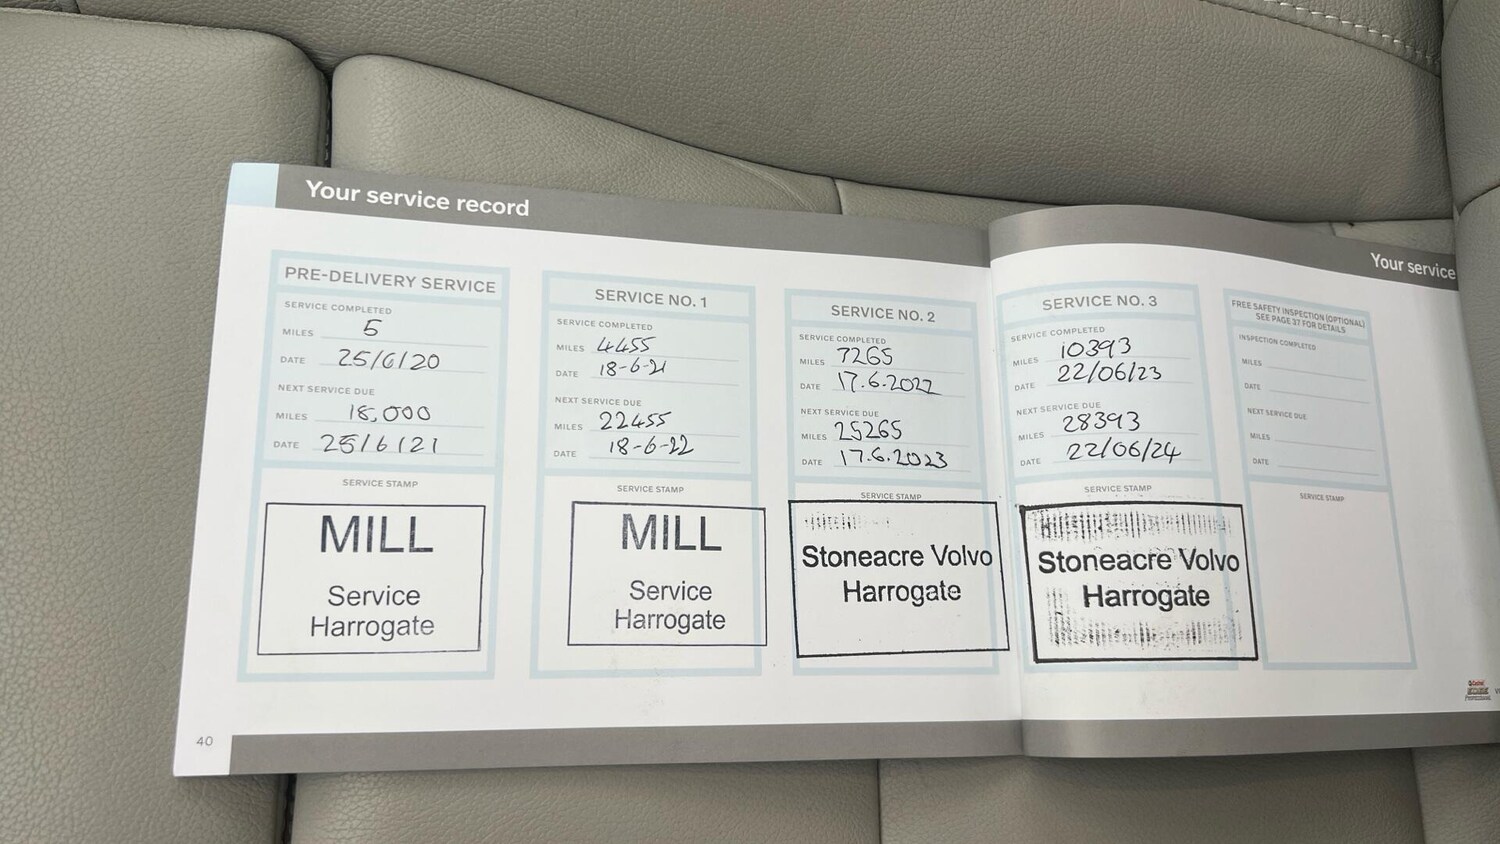 Your service record
PRE-DELIVERY SERVICE
SERVICE COMPLETED
MILES 5
DATE 25/6/20
NEXT SERVICE DUE
MILES 18,000
DATE 25/6/21
SERVICE STAMP
MILL
Service
Harrogate
SERVICE NO. 1
SERVICE COMPLETED
MILES 4455
DATE 18-6-21
NEXT SERVICE DUE
MILES 22455
DATE 18-6-22
SERVICE STAMP
MILL
Service
Harrogate
SERVICE NO. 2
SERVICE COMPLETED
MILES 7265
DATE 17.6.2022
NEXT SERVICE DUE
MILES 25265
DATE 17.6.2023
SERVICE STAMP
Stoneacre Volvo
Harrogate
40
Your service
SERVICE NO. 3
SERVICE COMPLETED
MILES 10393
DATE 22/06/23
NEXT SERVICE DUE
MILES 28393
DATE 22/06/24
SERVICE STAMP
Stoneacre Volvo
Harrogate
FREE SAFETY INSPECTION (OPTIONAL)
SEE PAGE 37 FOR DETAILS
INSPECTION COMPLETED
MILES
DATE
NEXT SERVICE DUE
MILES
DATE
SERVICE STAMP
Castrol
EDGE
PROFESSIONAL